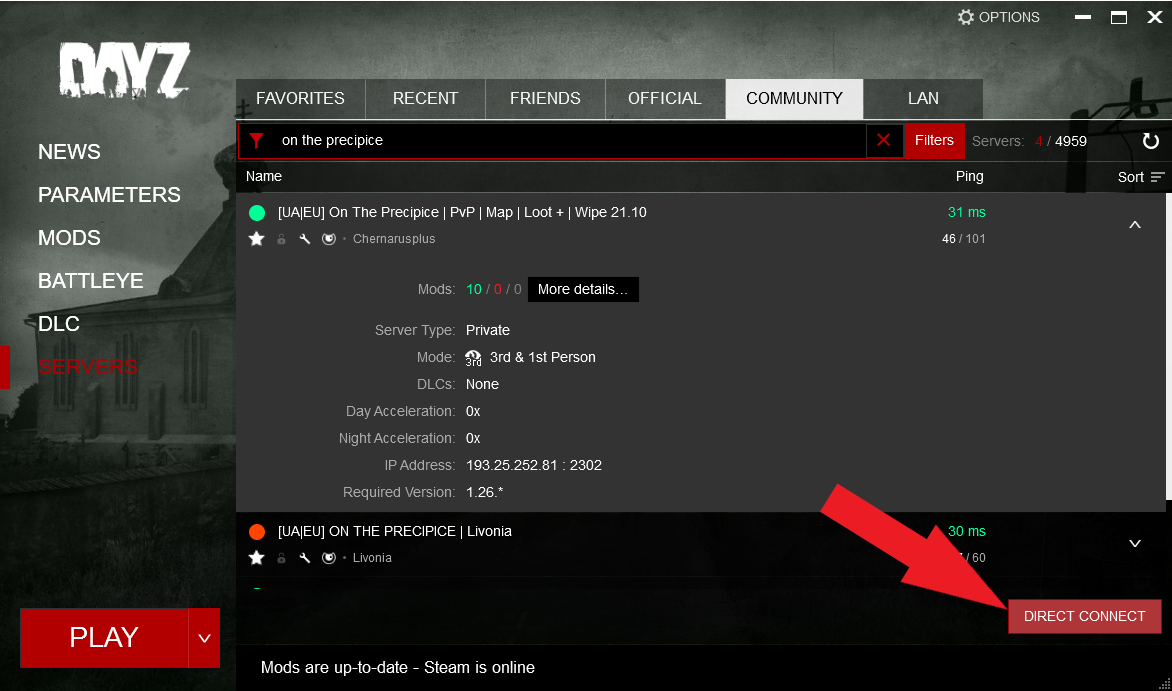 OPTIONS
DAYZ
FAVORITES RECENT FRIENDS OFFICIAL COMMUNITY LAN
on the precipice Filters Servers: 4 / 4959
NEWS
PARAMETERS
MODS
BATTLEYE
DLC
SERVERS
Name Ping Sort
[UA|EU] On The Precipice | PvP | Map | Loot + | Wipe 21.10 31 ms
• Chernarusplus 46 / 101
Mods: 10 / 0 / 0 More details...
Server Type: Private
Mode: 3rd 3rd & 1st Person
DLCs: None
Day Acceleration: 0x
Night Acceleration: 0x
IP Address: 193.25.252.81 : 2302
Required Version: 1.26.*
[UA|EU] ON THE PRECIPICE | Livonia 30 ms
• Livonia / 60
DIRECT CONNECT
PLAY
Mods are up-to-date - Steam is online